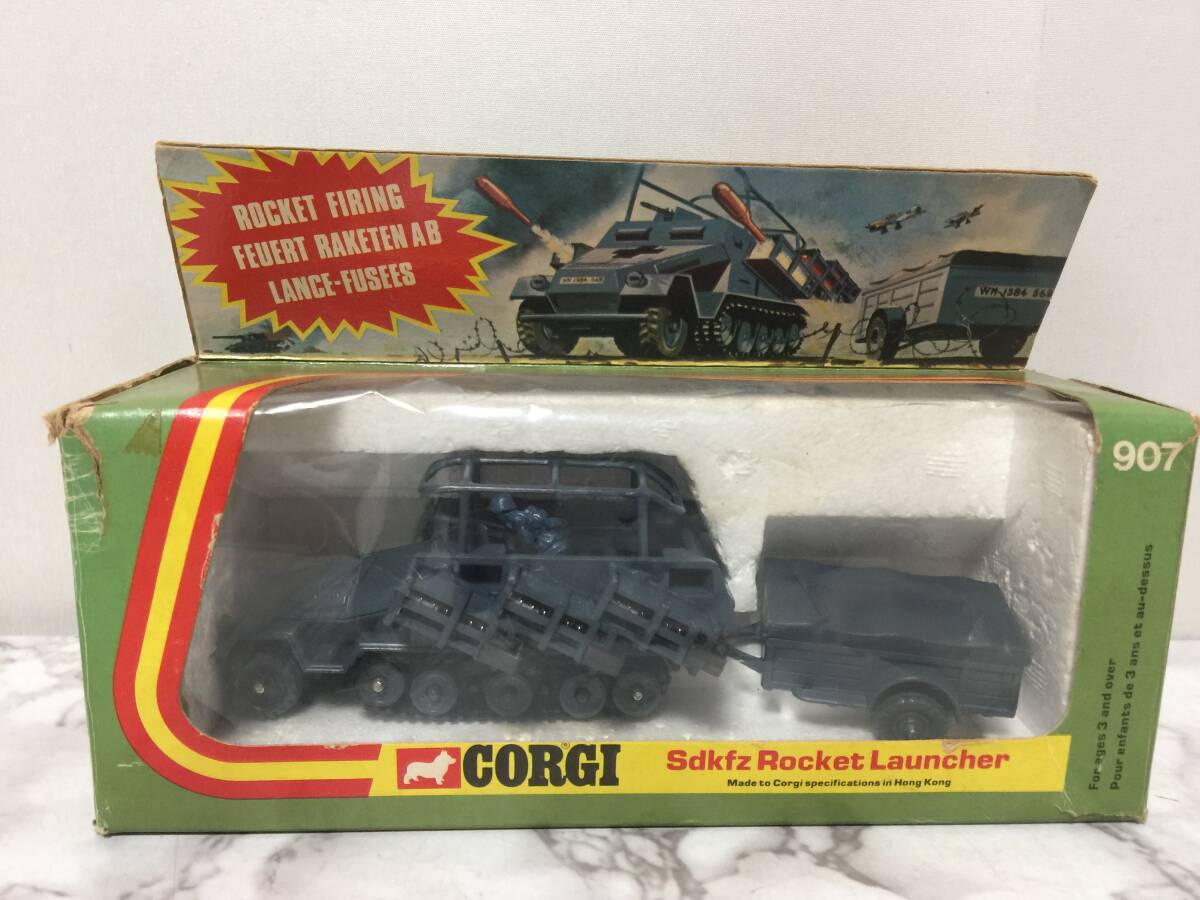 ROCKET FIRING
FEUERT RAKETEN AB
LANCE-FUSEES
WM 1384 568
907
For ages 3 and over
Pour enfants de 3 ans et au-dessus
CORGI®
Sdkfz Rocket Launcher
Made to Corgi specifications in Hong Kong